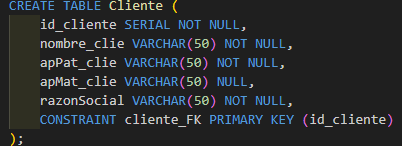 CREATE TABLE Cliente (
id_cliente SERIAL NOT NULL,
nombre_clie VARCHAR(50) NOT NULL,
apPat_clie VARCHAR(50) NOT NULL,
apMat_clie VARCHAR(50) NULL,
razonSocial VARCHAR(50) NOT NULL,
CONSTRAINT cliente_FK PRIMARY KEY (id_cliente)
);